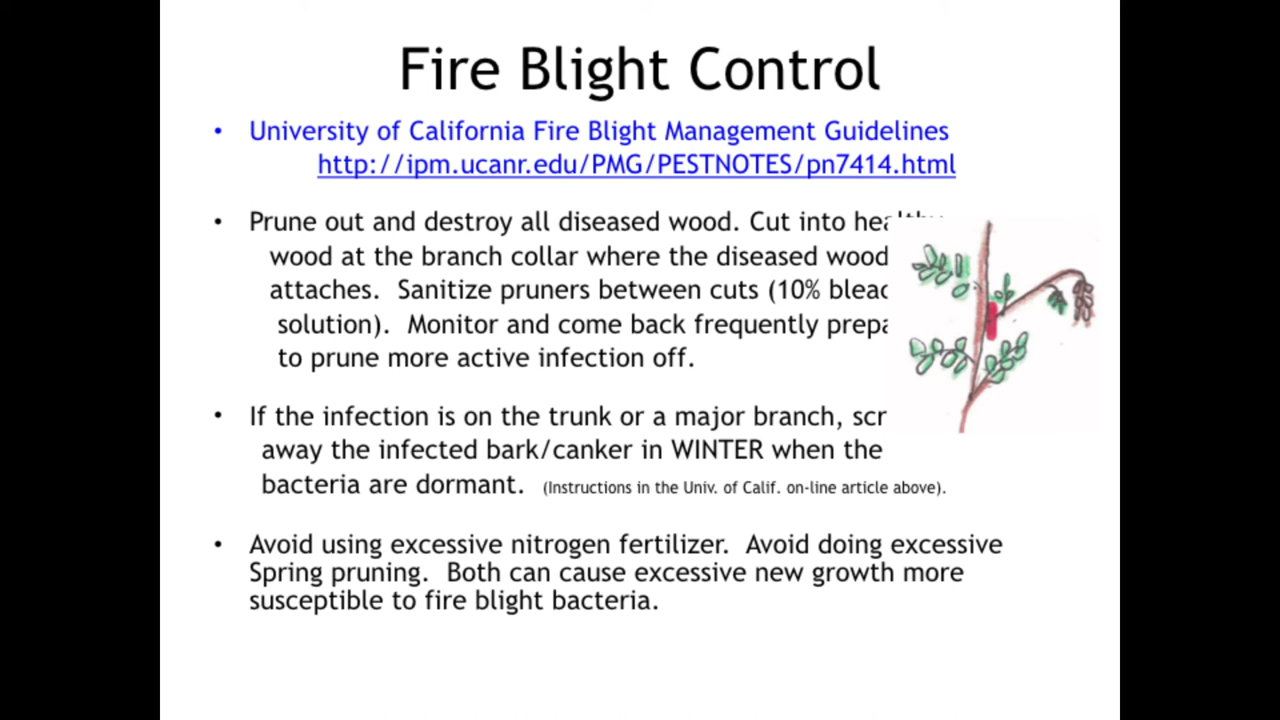 Fire Blight Control
• University of California Fire Blight Management Guidelines
http://ipm.ucanr.edu/PMG/PESTNOTES/pn7414.html
• Prune out and destroy all diseased wood. Cut into healthy
wood at the branch collar where the diseased wood
attaches. Sanitize pruners between cuts (10%
solution). Monitor and come back frequently
to prune more active infection off.
• If the infection is on the trunk or a major branch,
away the infected bark/canker in WINTER when the
bacteria are dormant. (Instructions in the Univ. of Calif. on-line article above).
• Avoid using excessive nitrogen fertilizer. Avoid doing excessive
Spring pruning. Both can cause excessive new growth more
susceptible to fire blight bacteria.